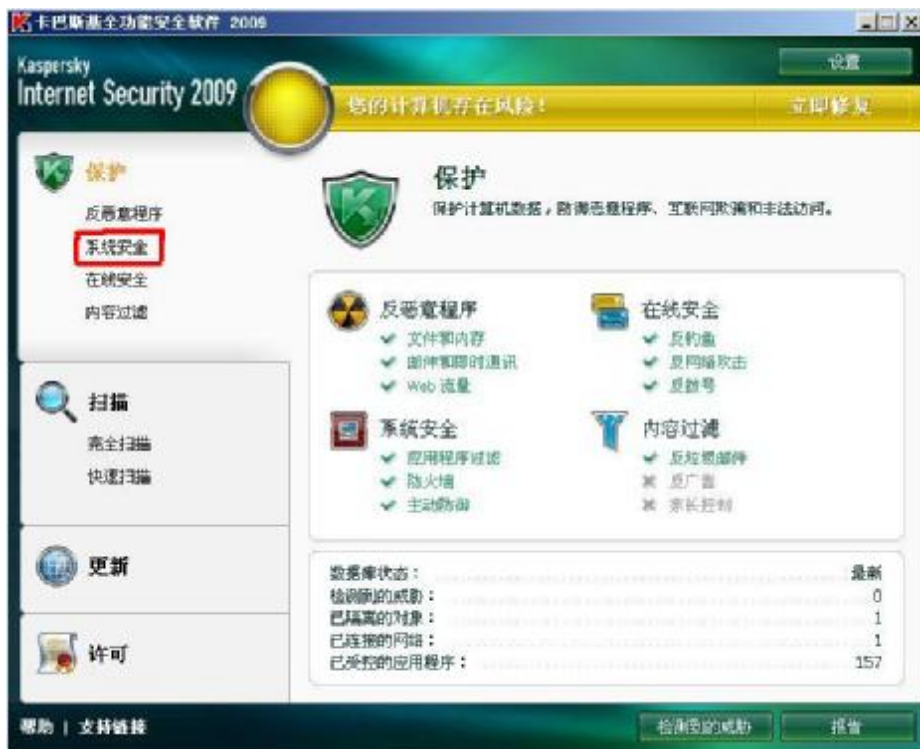 卡巴斯基全功能安全软件 2009
Kaspersky
Internet Security 2009
设置
您的计算机存在风险!
立即修复
保护
反恶意程序
系统安全
在线安全
内容过滤
保护
保护计算机数据，防御恶意程序、互联网欺骗和非法访问。
反恶意程序
文件和内存
邮件和即时通讯
Web 流量
在线安全
反钓鱼
反网络攻击
反拨号
系统安全
应用程序过滤
防火墙
主动防御
内容过滤
反垃圾邮件
反广告
家长控制
扫描
完全扫描
快速扫描
更新
许可
数据库状态： 最新
检测到的威胁： 0
已隔离的对象： 1
已连接的网络： 1
已受控的应用程序： 157
帮助 | 支持链接
检测到的威胁
报告